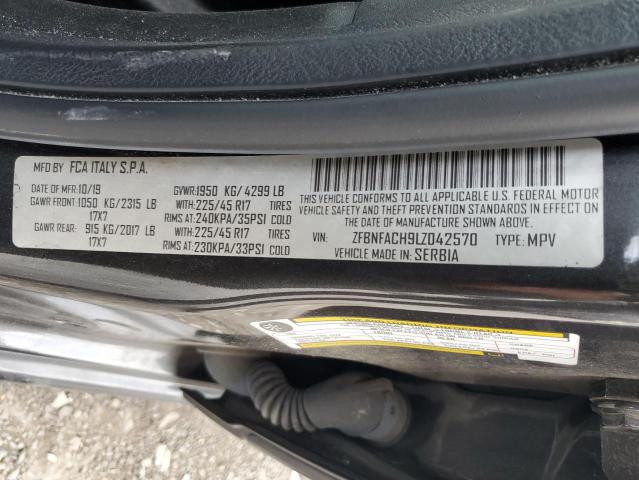 MFD BY FCA ITALY S.P.A.
DATE OF MFR:10/19 GVWR:1950 KG/ 4299 LB
GAWR FRONT:1050 KG/2315 LB WITH:225/45 R17 TIRES
17X7 RIMS AT: 240KPA/35PSI COLD
GAWR REAR: 915 KG/2017 LB WITH:225/45 R17 TIRES
17X7 RIMS AT: 230KPA/33PSI COLD
THIS VEHICLE CONFORMS TO ALL APPLICABLE U.S. FEDERAL MOTOR
VEHICLE SAFETY AND THEFT PREVENTION STANDARDS IN EFFECT ON
THE DATE OF MANUFACTURE SHOWN ABOVE.
VIN: ZFBNFACH9LZ042570 TYPE: MPV
VEHICLE MADE IN SERBIA